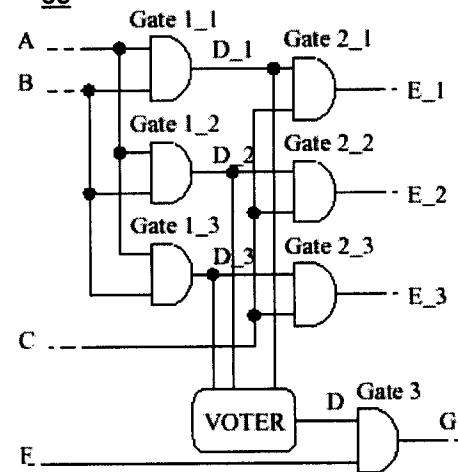 Gate 1_1
A
D_1
Gate 2_1
B
E_1
Gate 1_2
D_2
Gate 2_2
E_2
Gate 1_3
D_3
Gate 2_3
E_3
C
D
Gate 3
VOTER
G
F